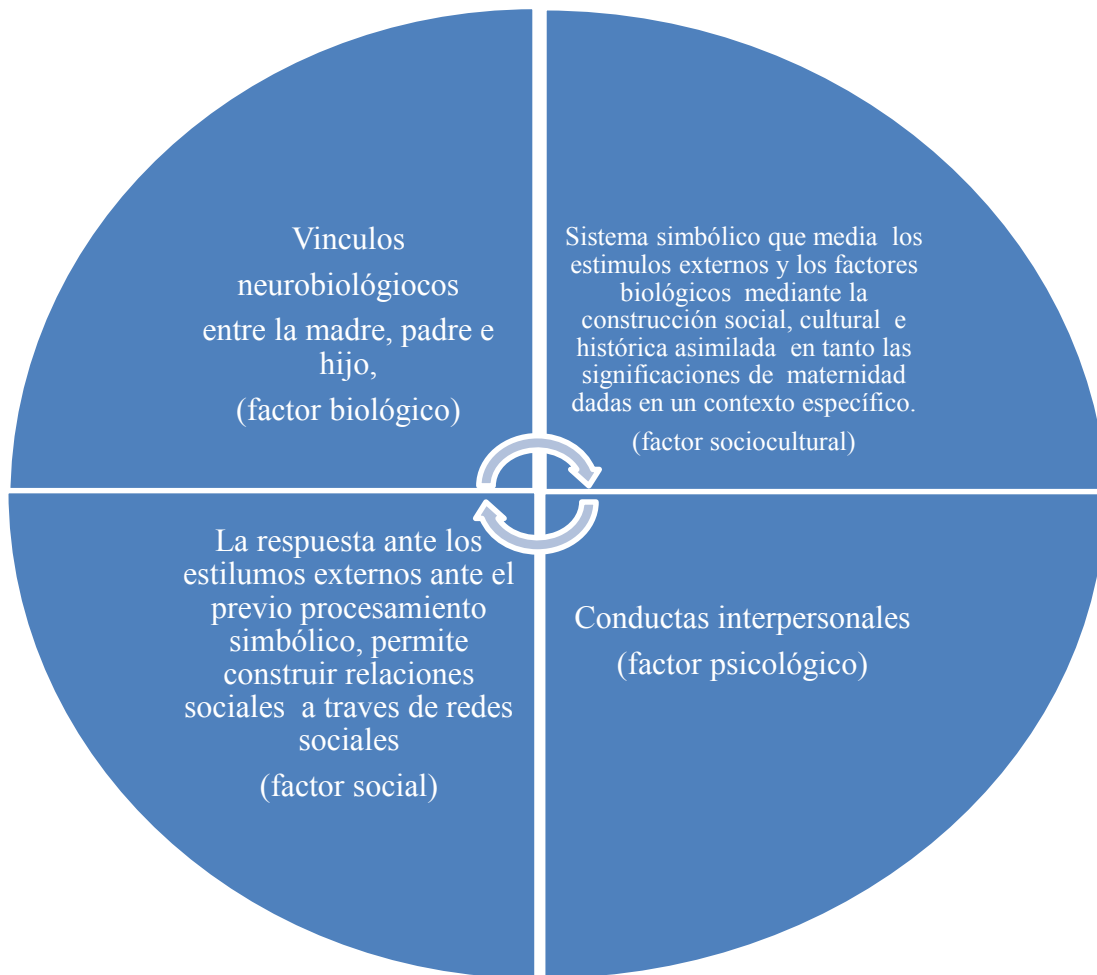 Vinculos
neurobiológiocos
entre la madre, padre e
hijo,
(factor biológico)
Sistema simbólico que media los
estimulos externos y los factores
biológicos mediante la
construcción social, cultural e
histórica asimilada en tanto las
significaciones de maternidad
dadas en un contexto específico.
(factor sociocultural)
La respuesta ante los
estilumos externos ante el
previo procesamiento
simbólico, permite
construir relaciones
sociales a traves de redes
sociales
(factor social)
Conductas interpersonales
(factor psicológico)